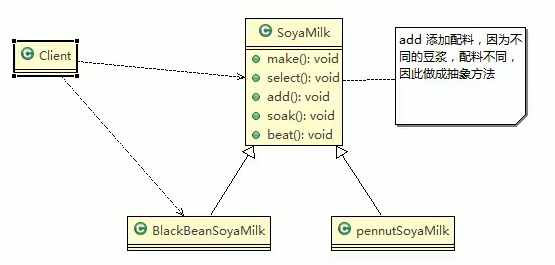 SoyaMilk
Client
make(): void
select(): void
add(): void
soak(): void
beat(): void
add 添加配料，因为不
同的豆浆，配料不同，
因此做成抽象方法
BlackBeanSoyaMilk
pennutSoyaMilk